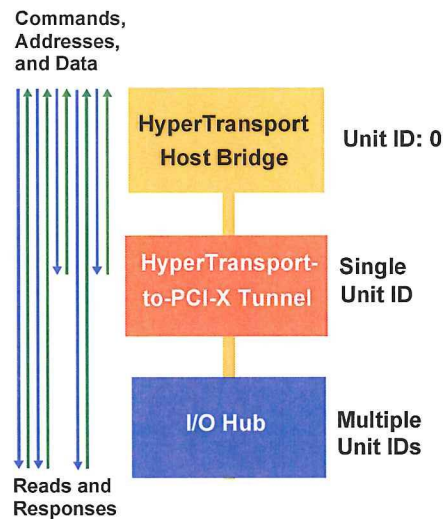 Commands,
Addresses,
and Data
HyperTransport
Host Bridge
Unit ID: 0
HyperTransport-
to-PCI-X Tunnel
Single
Unit ID
I/O Hub
Multiple
Unit IDs
Reads and
Responses